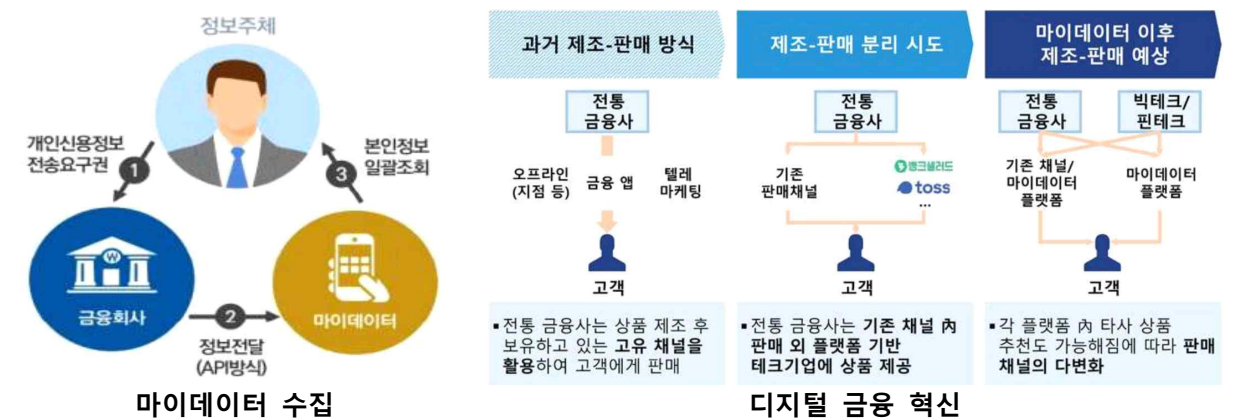 정보주체
개인신용정보
전송요구권
1
본인정보
일괄조회
3
₩
금융회사
2
정보전달
(API방식)
마이데이터
마이데이터 수집
과거 제조-판매 방식
전통
금융사
오프라인
(지점 등)
금융 앱
텔레
마케팅
고객
▪전통 금융사는 상품 제조 후
보유하고 있는 고유 채널을
활용하여 고객에게 판매
제조-판매 분리 시도
전통
금융사
기존
판매채널
뱅크샐러드
toss
...
고객
▪전통 금융사는 기존 채널 內
판매 외 플랫폼 기반
테크기업에 상품 제공
마이데이터 이후
제조-판매 예상
전통
금융사
빅테크/
핀테크
기존 채널/
마이데이터
플랫폼
마이데이터
플랫폼
고객
▪각 플랫폼 內 타사 상품
추천도 가능해짐에 따라 판매
채널의 다변화
디지털 금융 혁신